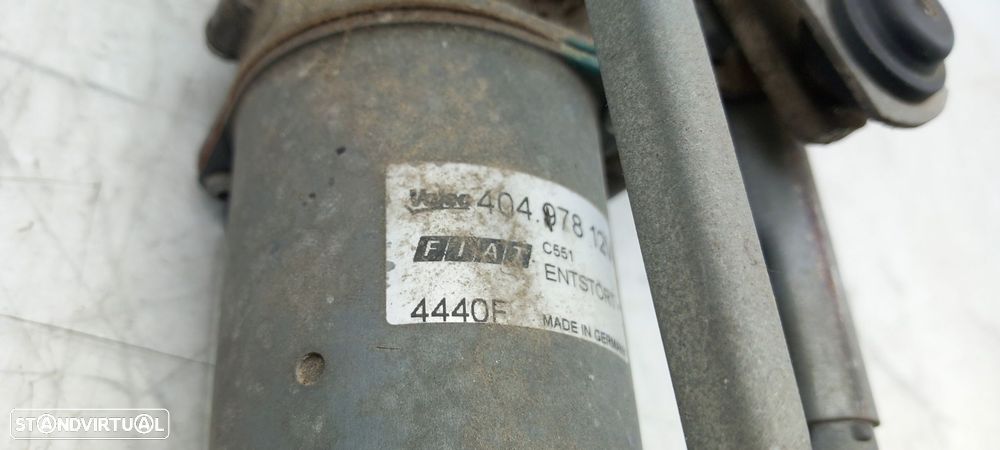 Valeo 404.978 12
FIAT C551
ENTSTÖRT
4440F MADE IN GERMANY
STANDVIRTUAL